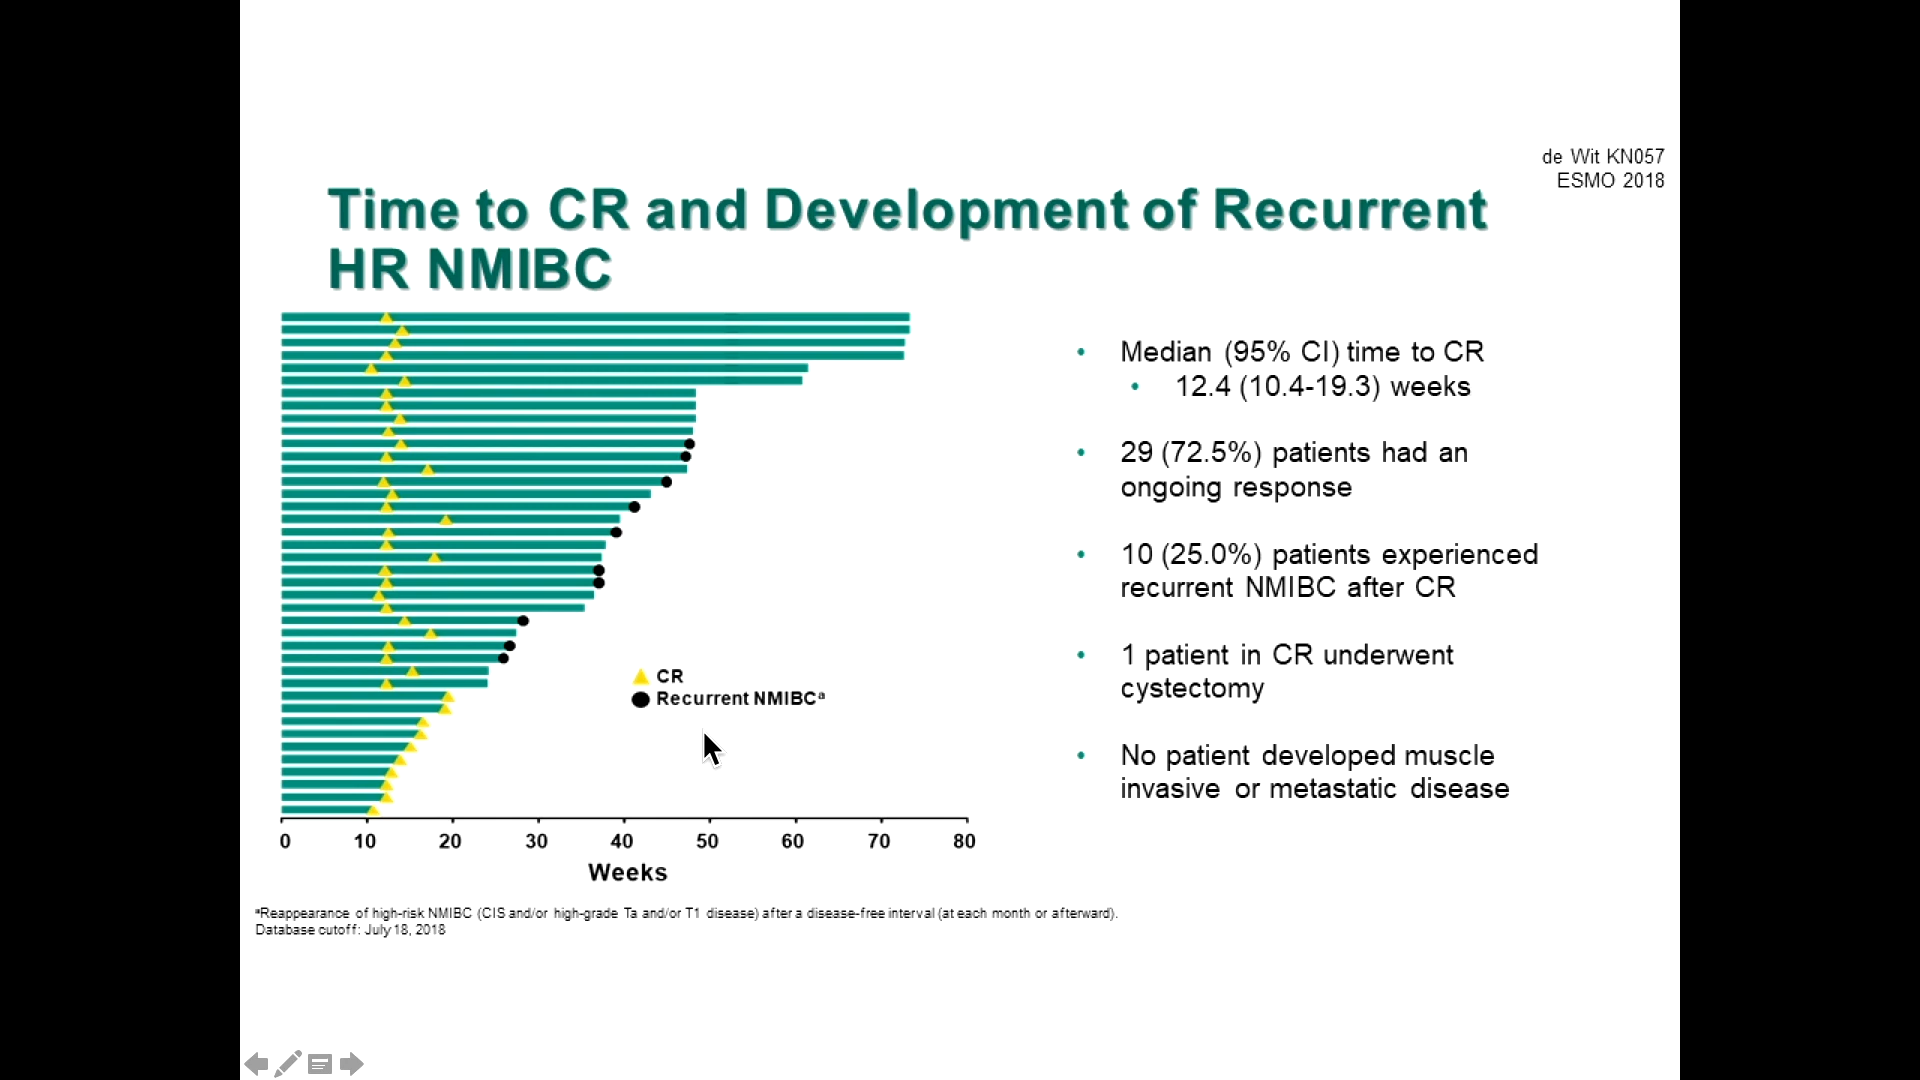 de Wit KN057
ESMO 2018
Time to CR and Development of Recurrent
HR NMIBC
• Median (95% CI) time to CR
• 12.4 (10.4-19.3) weeks
• 29 (72.5%) patients had an
ongoing response
• 10 (25.0%) patients experienced
recurrent NMIBC after CR
• 1 patient in CR underwent
cystectomy
• No patient developed muscle
invasive or metastatic disease
CR
Recurrent NMIBCª
0 10 20 30 40 50 60 70 80
Weeks
ªReappearance of high-risk NMIBC (CIS and/or high-grade Ta and/or T1 disease) after a disease-free interval (at each month or afterward).
Database cutoff: July 18, 2018